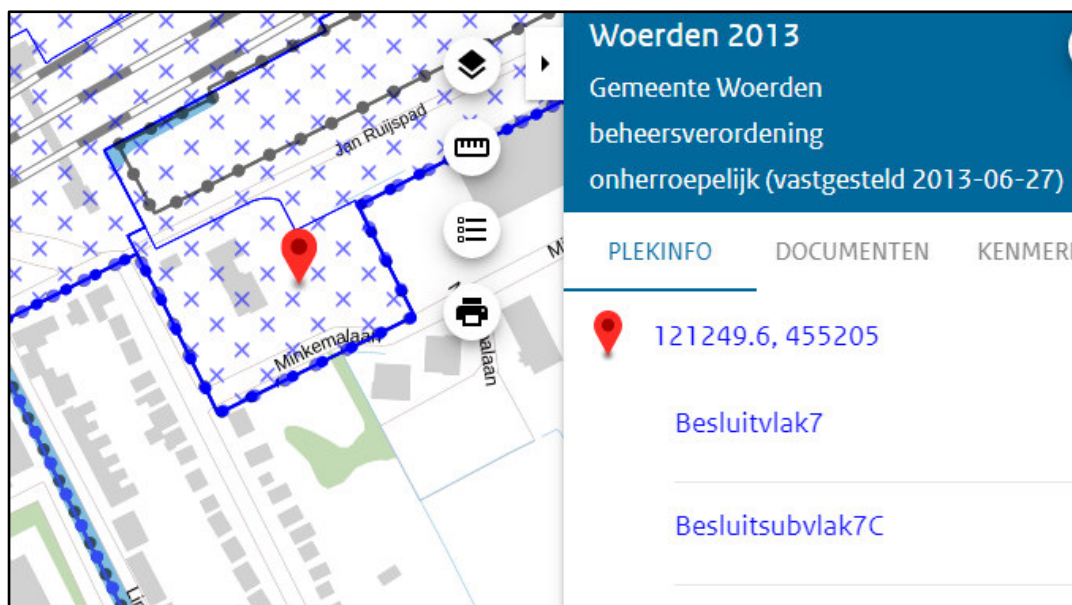 Jan Ruijspad
Minkemalaan
Woerden 2013
Gemeente Woerden
beheersverordening
onherroepelijk (vastgesteld 2013-06-27)
PLEKINFO DOCUMENTEN
121249.6, 455205
Besluitvlak7
Besluitsubvlak7C